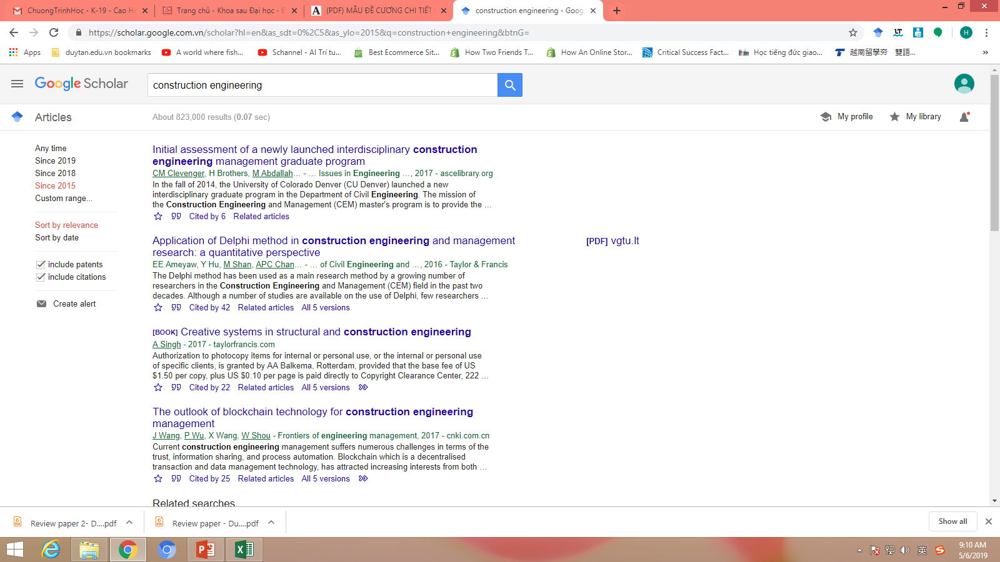 ChuongTrinhHoc - K-19 - Cao Ho
Trang chủ - Khoa sau Đại học - Đ
(PDF) MẪU ĐỀ CƯƠNG CHI TIẾT
construction engineering - Goog
https://scholar.google.com.vn/scholar?hl=en&as_sdt=0%2C5&as_ylo=2015&q=construction+engineering&btnG=
H
Apps
duytan.edu.vn bookmarks
A world where fish...
Schannel - AI Trí tu...
Best Ecommerce Sit...
How Two Friends T...
How An Online Stor...
Critical Success Fact...
Học tiếng đức giao...
越南留學夯 雙語...
»
Google Scholar
construction engineering
Articles
About 823,000 results (0.07 sec)
My profile
My library
Any time
Since 2019
Since 2018
Since 2015
Custom range...
Sort by relevance
Sort by date
include patents
include citations
Create alert
Initial assessment of a newly launched interdisciplinary construction
engineering management graduate program
CM Clevenger, H Brothers, M Abdallah… - … Issues in Engineering …, 2017 - ascelibrary.org
In the fall of 2014, the University of Colorado Denver (CU Denver) launched a new
interdisciplinary graduate program in the Department of Civil Engineering. The mission of
the Construction Engineering and Management (CEM) master's program is to provide the …
Cited by 6 Related articles
Application of Delphi method in construction engineering and management
research: a quantitative perspective
[PDF] vgtu.lt
EE Ameyaw, Y Hu, M Shan, APC Chan… - … of Civil Engineering and …, 2016 - Taylor & Francis
The Delphi method has been used as a main research method by a growing number of
researchers in the Construction Engineering and Management (CEM) field in the past two
decades. Although a number of studies are available on the use of Delphi, few researchers …
Cited by 42 Related articles All 5 versions
[BOOK] Creative systems in structural and construction engineering
A Singh - 2017 - taylorfrancis.com
Authorization to photocopy items for internal or personal use, or the internal or personal use
of specific clients, is granted by AA Balkema, Rotterdam, provided that the base fee of US
$1.50 per copy, plus US $0.10 per page is paid directly to Copyright Clearance Center, 222 …
Cited by 22 Related articles All 5 versions
The outlook of blockchain technology for construction engineering
management
J Wang, P Wu, X Wang, W Shou - Frontiers of engineering management, 2017 - cnki.com.cn
Current construction engineering management suffers numerous challenges in terms of the
trust, information sharing, and process automation. Blockchain which is a decentralised
transaction and data management technology, has attracted increasing interests from both …
Cited by 25 Related articles All 5 versions
Related searches
Review paper 2- D....pdf
Review paper - Du....pdf
Show all
英
9:10 AM
5/6/2019